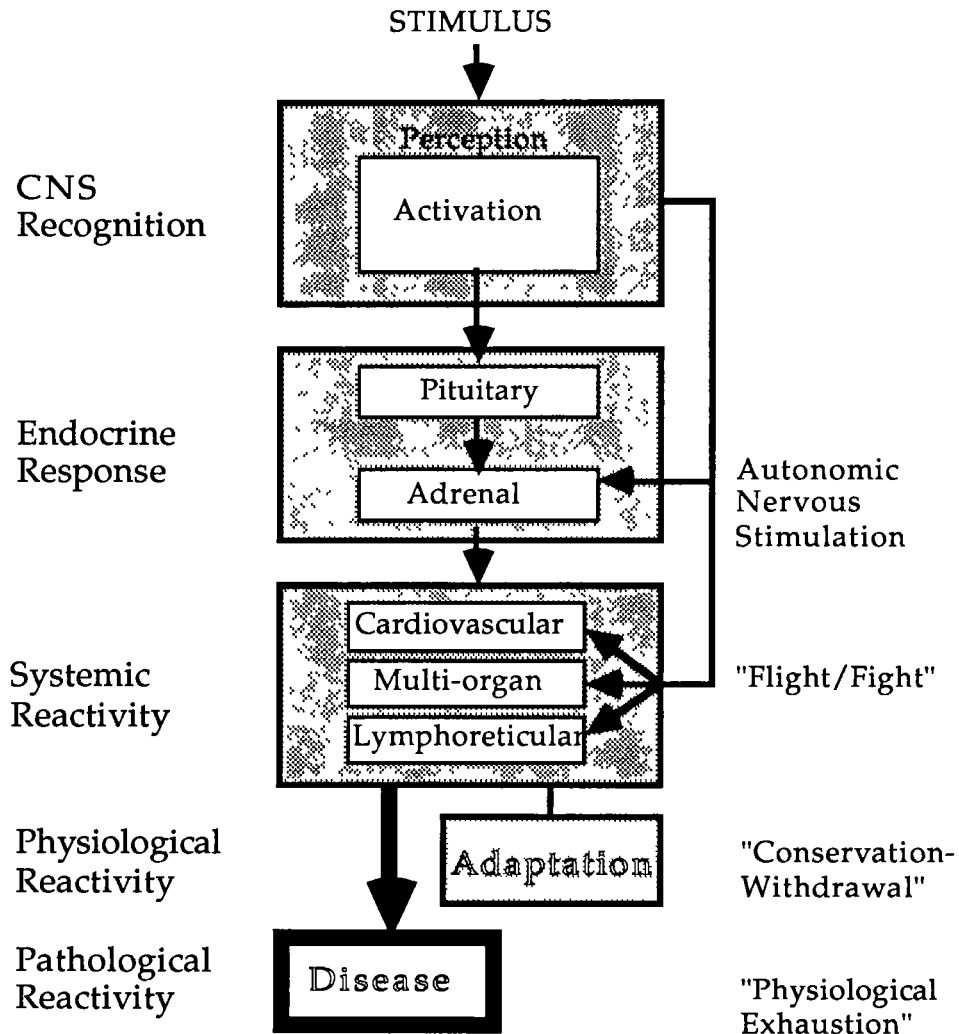 STIMULUS
Perception
Activation
CNS
Recognition
Pituitary
Endocrine
Response
Adrenal
Autonomic
Nervous
Stimulation
Cardiovascular
Systemic
Reactivity
Multi-organ
"Flight/Fight"
Lymphoreticular
Physiological
Reactivity
Adaptation
"Conservation-
Withdrawal"
Pathological
Reactivity
Disease
"Physiological
Exhaustion"